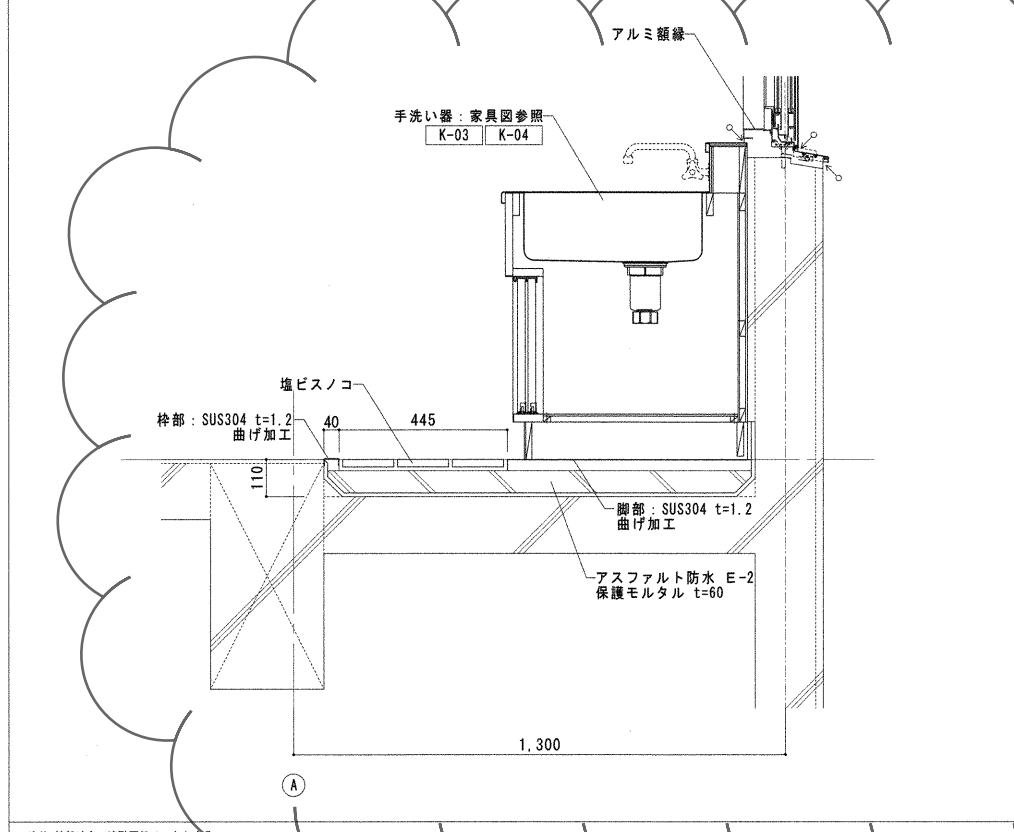 アルミ額縁
手洗い器：家具図参照
K-03 K-04
塩ビスノコ
枠部：SUS304 t=1.2
曲げ加工
40
445
110
脚部：SUS304 t=1.2
曲げ加工
アスファルト防水 E-2
保護モルタル t=60
1,300
A